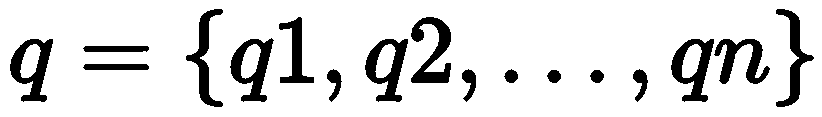 q = {q1, q2, . . . , qn}